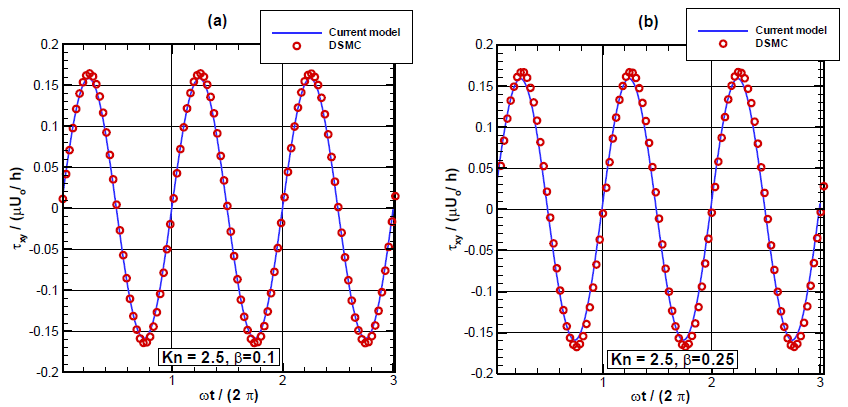 (a)
Current model
DSMC
0.2
0.15
0.1
0.05
0
-0.05
-0.1
-0.15
-0.2
τxy / (μUo/ h)
Kn = 2.5, β=0.1
1
2
3
ωt / (2 π)
(b)
Current model
DSMC
0.2
0.15
0.1
0.05
0
-0.05
-0.1
-0.15
-0.2
τxy / (μUo/ h)
Kn = 2.5, β=0.25
1
2
3
ωt / (2 π)